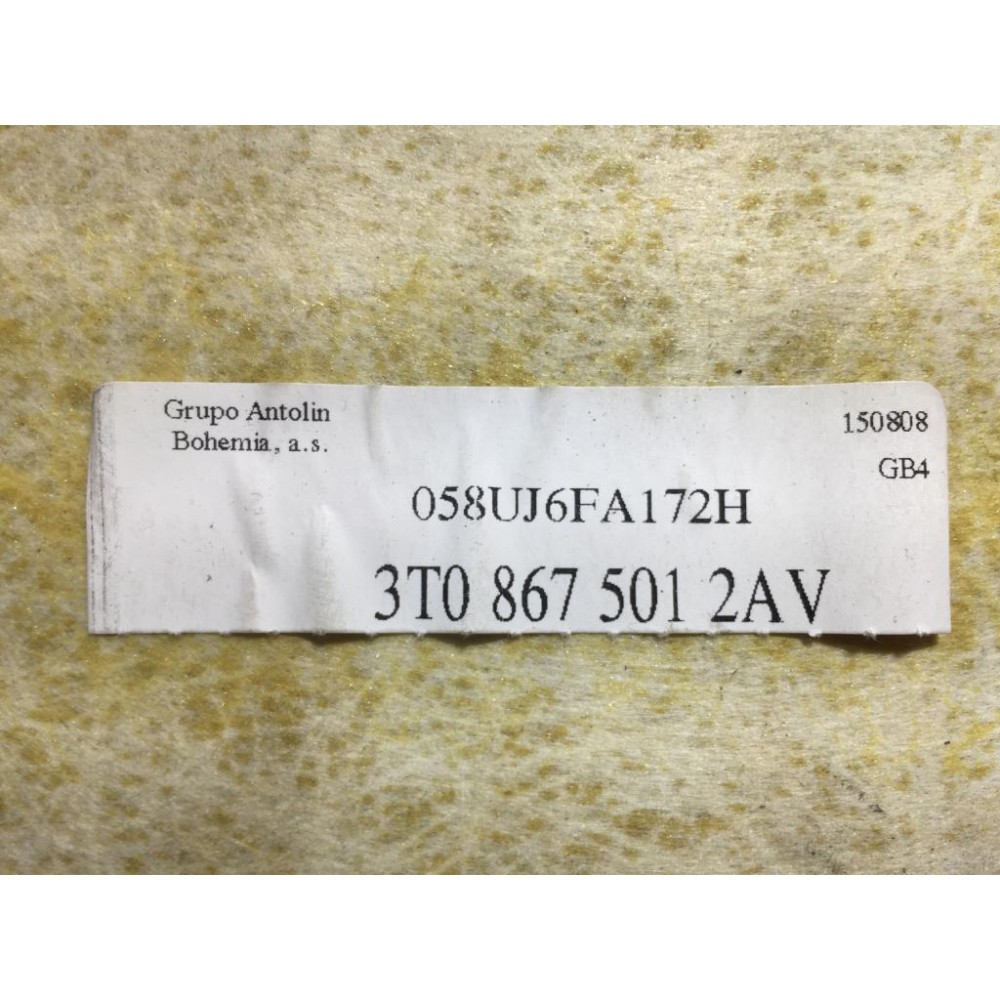 Grupo Antolin
Bohemia, a.s.
150808
GB4
058UJ6FA172H
3T0 867 501 2AV